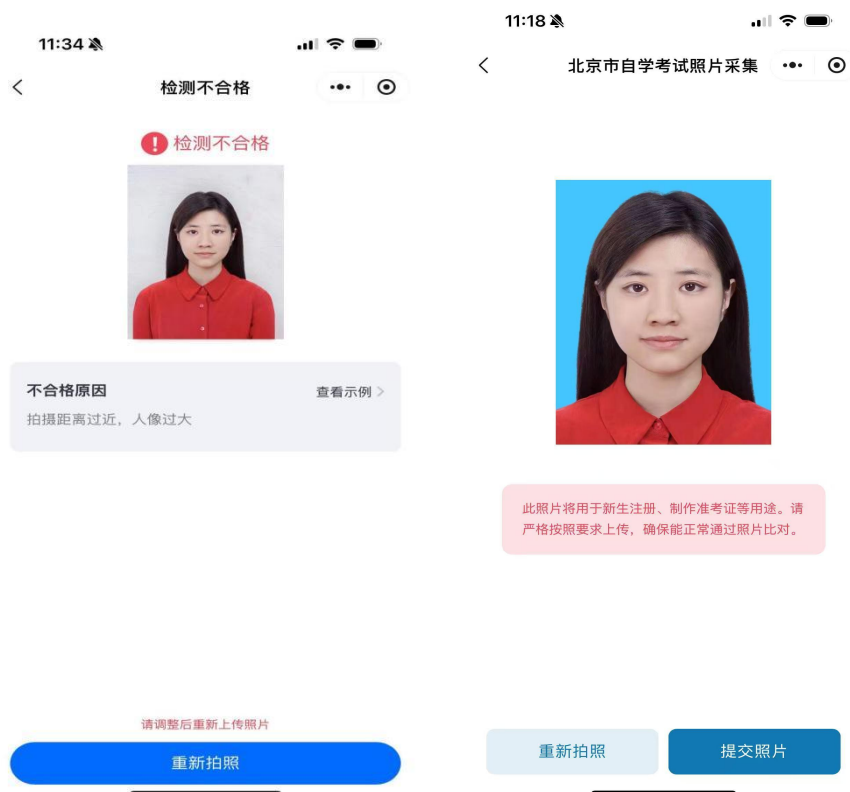 11:34
检测不合格
检测不合格
不合格原因
查看示例
拍摄距离过近，人像过大
请调整后重新上传照片
重新拍照
11:18
北京市自学考试照片采集
此照片将用于新生注册、制作准考证等用途。请
严格按照要求上传，确保能正常通过照片比对。
重新拍照
提交照片